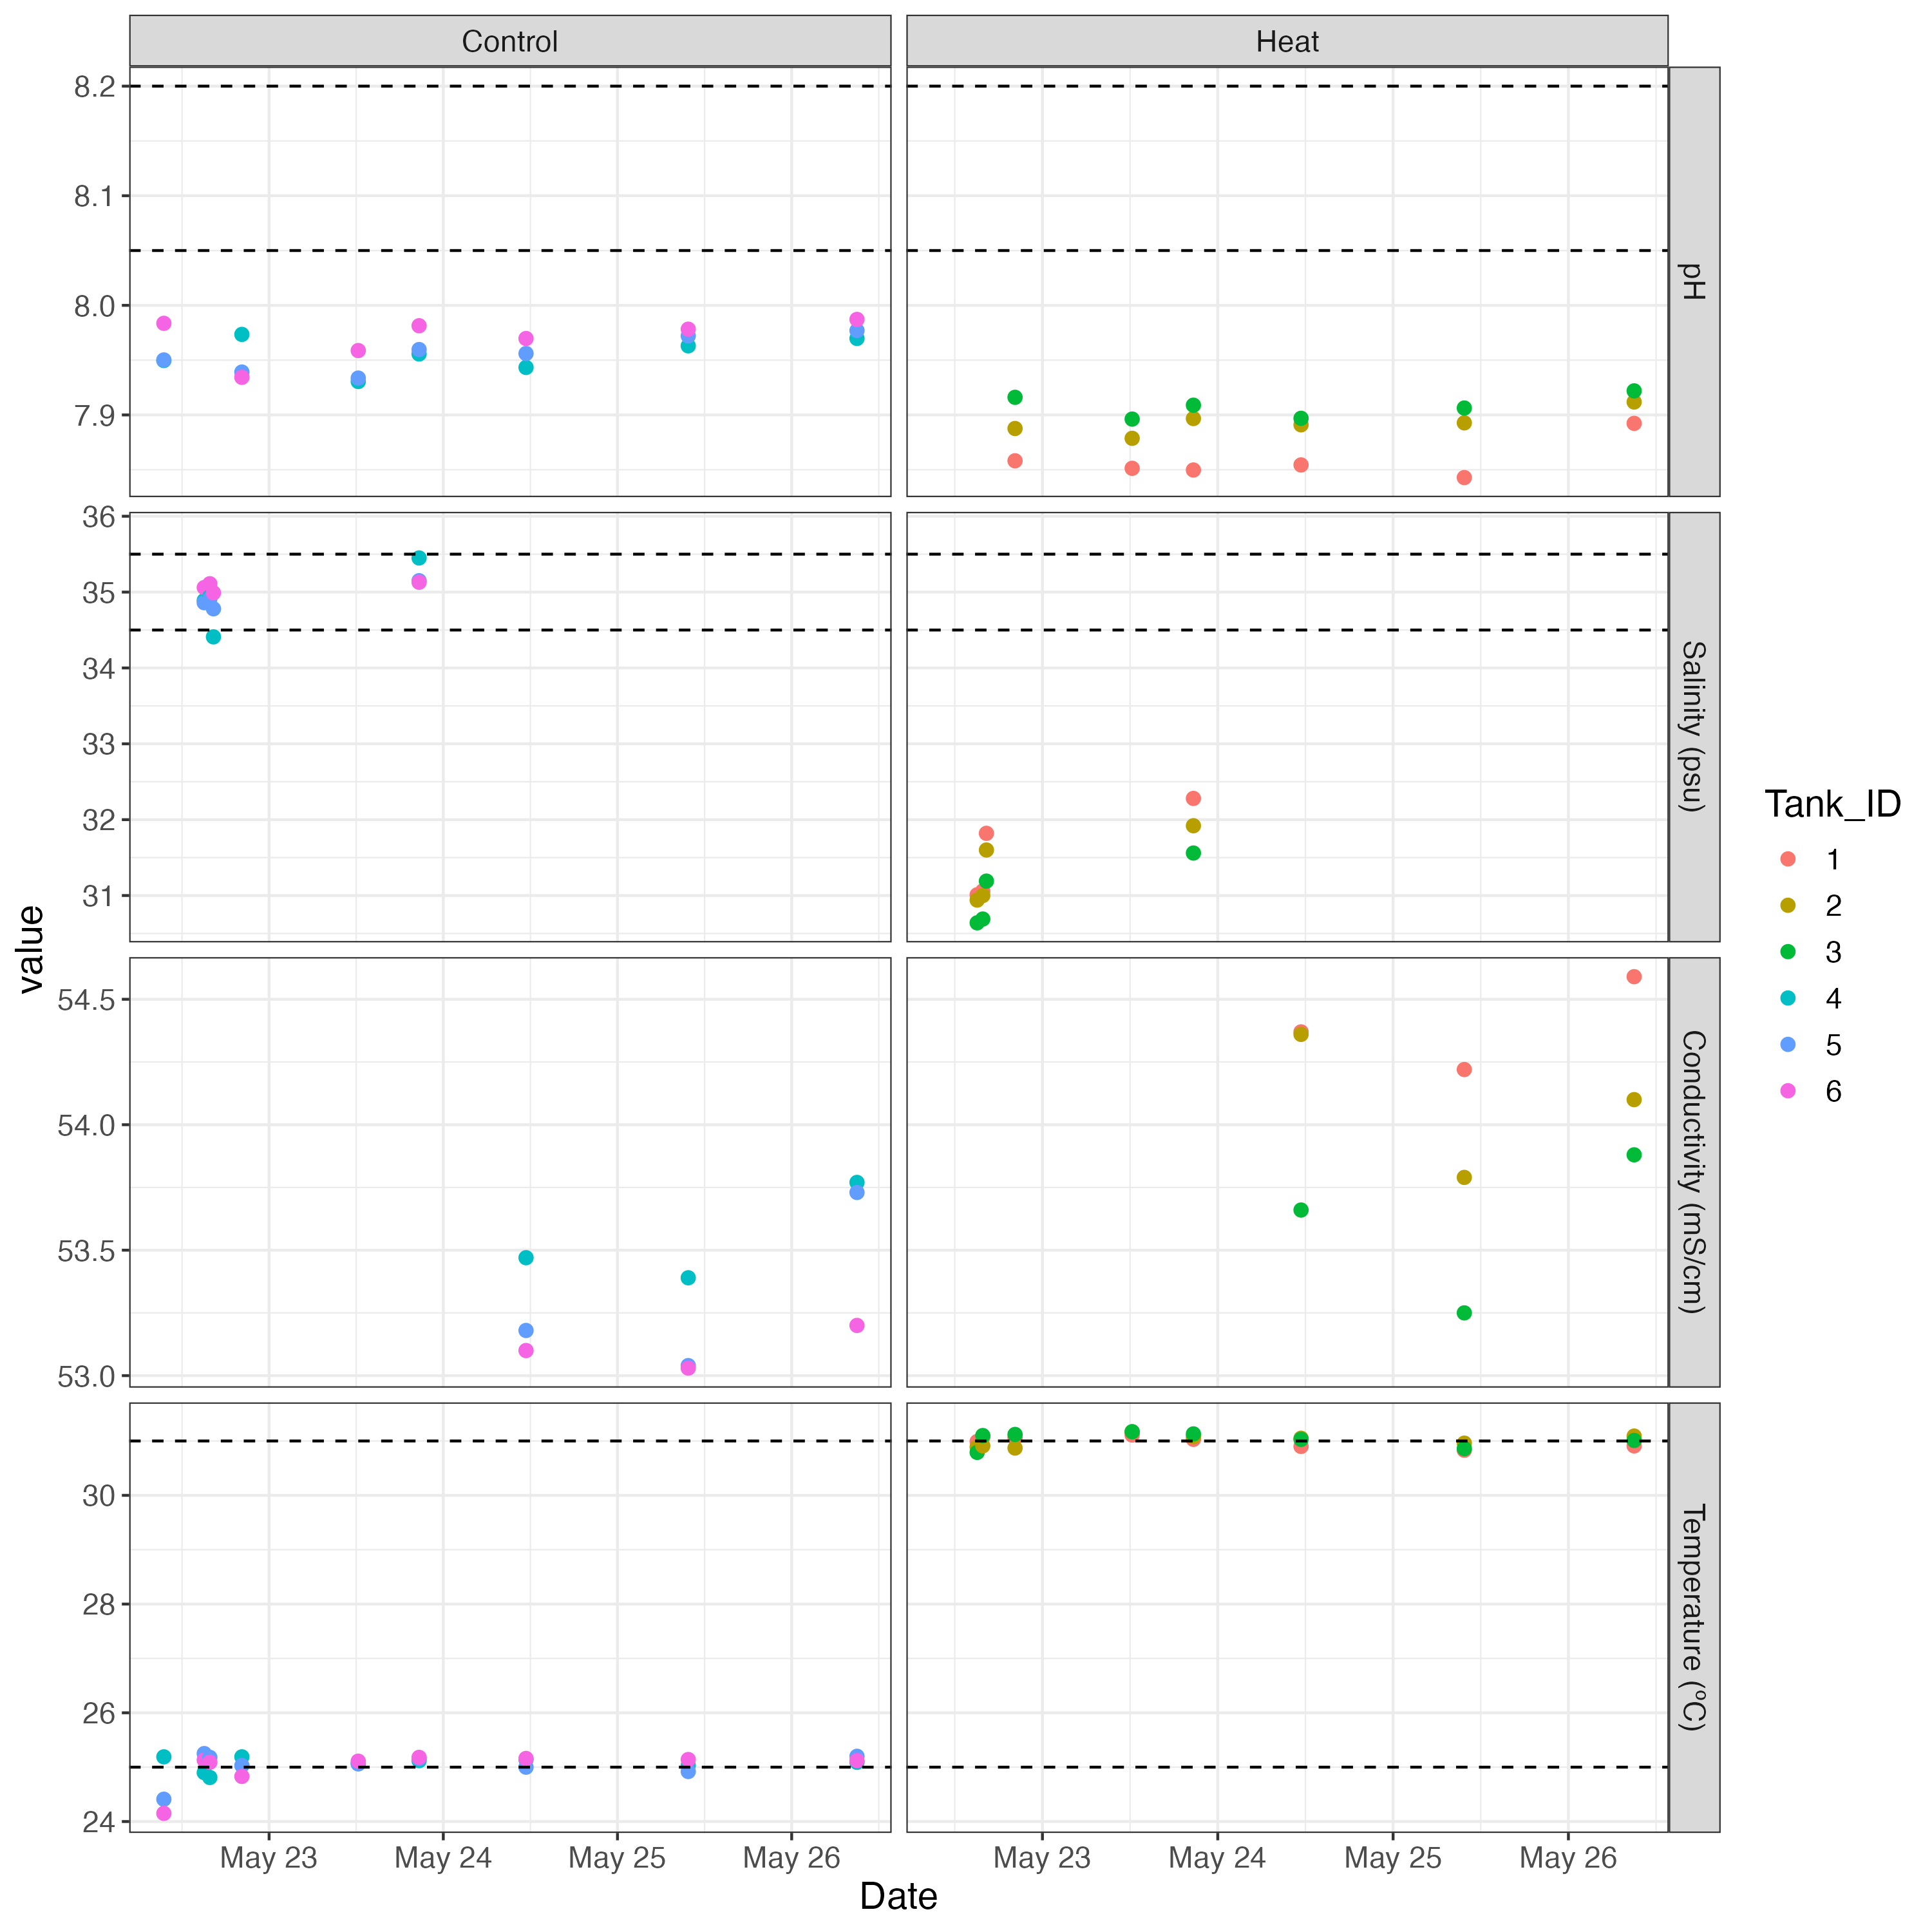 Control
Heat
8.2
8.1
8.0
7.9
pH
36
35
34
33
32
31
Salinity (psu)
54.5
54.0
53.5
53.0
Conductivity (mS/cm)
30
28
26
24
Temperature (ºC)
value
May 23
May 24
May 25
May 26
May 23
May 24
May 25
May 26
Date
Tank_ID
1
2
3
4
5
6